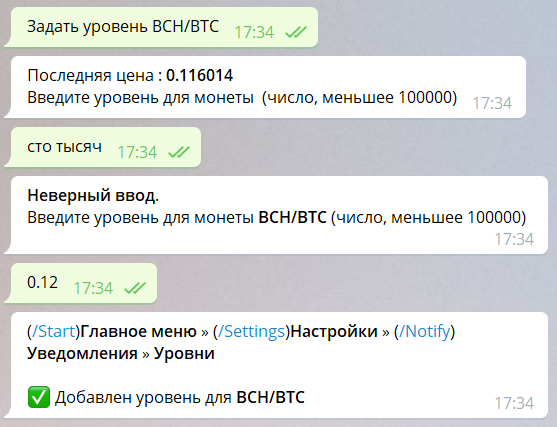 Задать уровень BCH/BTC 17:34
Последняя цена : 0.116014
Введите уровень для монеты (число, меньшее 100000) 17:34
сто тысяч 17:34
Неверный ввод.
Введите уровень для монеты BCH/BTC (число, меньшее 100000)
17:34
0.12 17:34
(/Start)Главное меню » (/Settings)Настройки » (/Notify)
Уведомления » Уровни
✅ Добавлен уровень для BCH/BTC 17:34